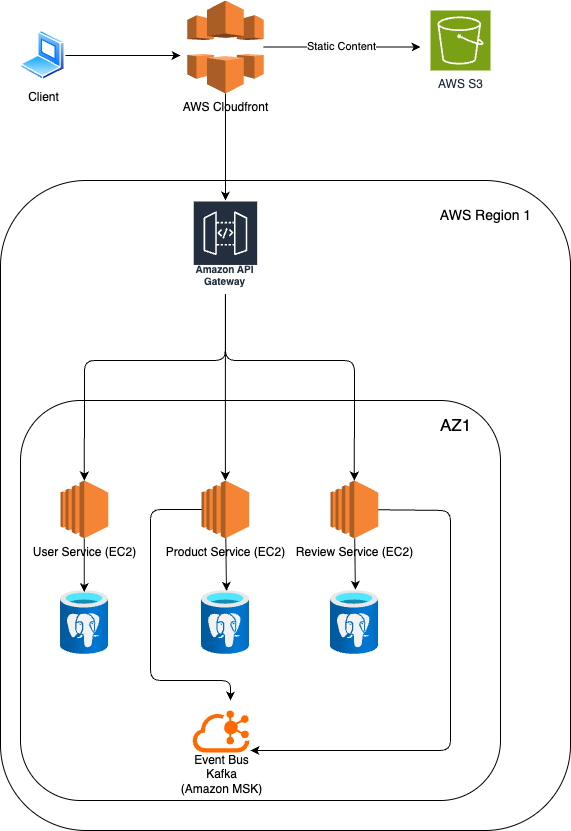 Static Content
Client
AWS Cloudfront
AWS S3
AWS Region 1
Amazon API
Gateway
AZ1
User Service (EC2)
Product Service (EC2)
Review Service (EC2)
Event Bus
Kafka
(Amazon MSK)